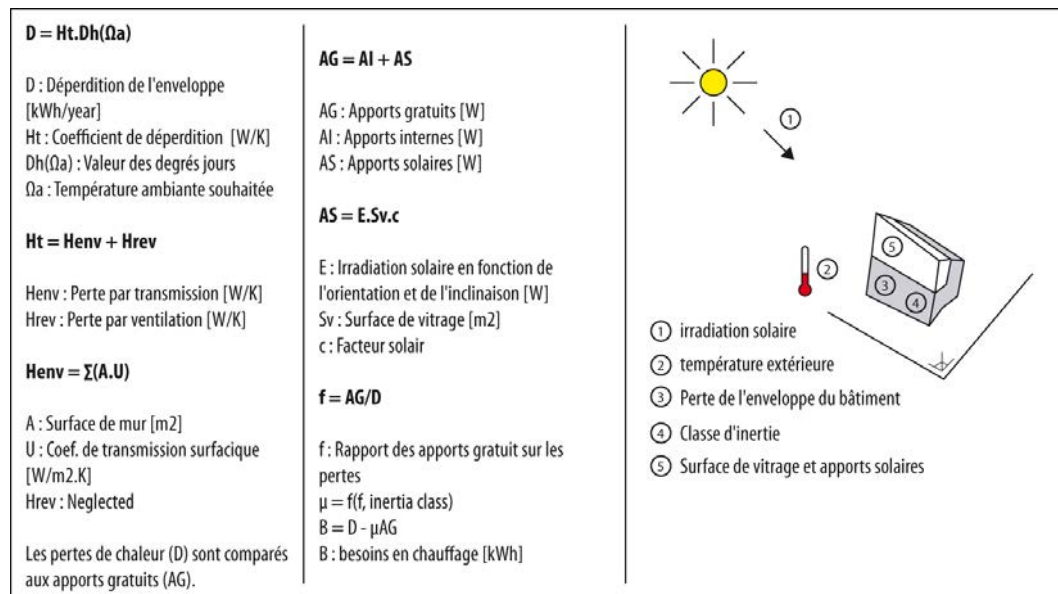 D = Ht.Dh(Ωa)
D : Déperdition de l'enveloppe
[kWh/year]
Ht : Coefficient de déperdition [W/K]
Dh(Ωa) : Valeur des degrés jours
Ωa : Température ambiante souhaitée
Ht = Henv + Hrev
Henv : Perte par transmission [W/K]
Hrev : Perte par ventilation [W/K]
Henv = ∑(A.U)
A : Surface de mur [m2]
U : Coef. de transmission surfacique
[W/m2.K]
Hrev : Neglected
Les pertes de chaleur (D) sont comparés
aux apports gratuits (AG).
AG = AI + AS
AG : Apports gratuits [W]
AI : Apports internes [W]
AS : Apports solaires [W]
AS = E.Sv.c
E : Irradiation solaire en fonction de
l'orientation et de l'inclinaison [W]
Sv : Surface de vitrage [m2]
c : Facteur solair
f = AG/D
f : Rapport des apports gratuit sur les
pertes
μ = f(f, inertia class)
B = D - μAG
B : besoins en chauffage [kWh]
1
5
2
3
4
1 irradiation solaire
2 température extérieure
3 Perte de l'enveloppe du bâtiment
4 Classe d'inertie
5 Surface de vitrage et apports solaires